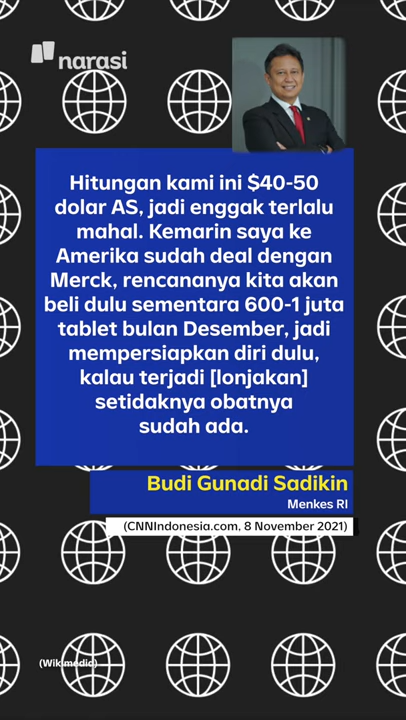 narasi
Hitungan kami ini $40-50
dolar AS, jadi enggak terlalu
mahal. Kemarin saya ke
Amerika sudah deal dengan
Merck, rencananya kita akan
beli dulu sementara 600-1 juta
tablet bulan Desember, jadi
mempersiapkan diri dulu,
kalau terjadi [lonjakan]
setidaknya obatnya
sudah ada.
Budi Gunadi Sadikin
Menkes RI
(CNNIndonesia.com, 8 November 2021)
(Wikimedia)